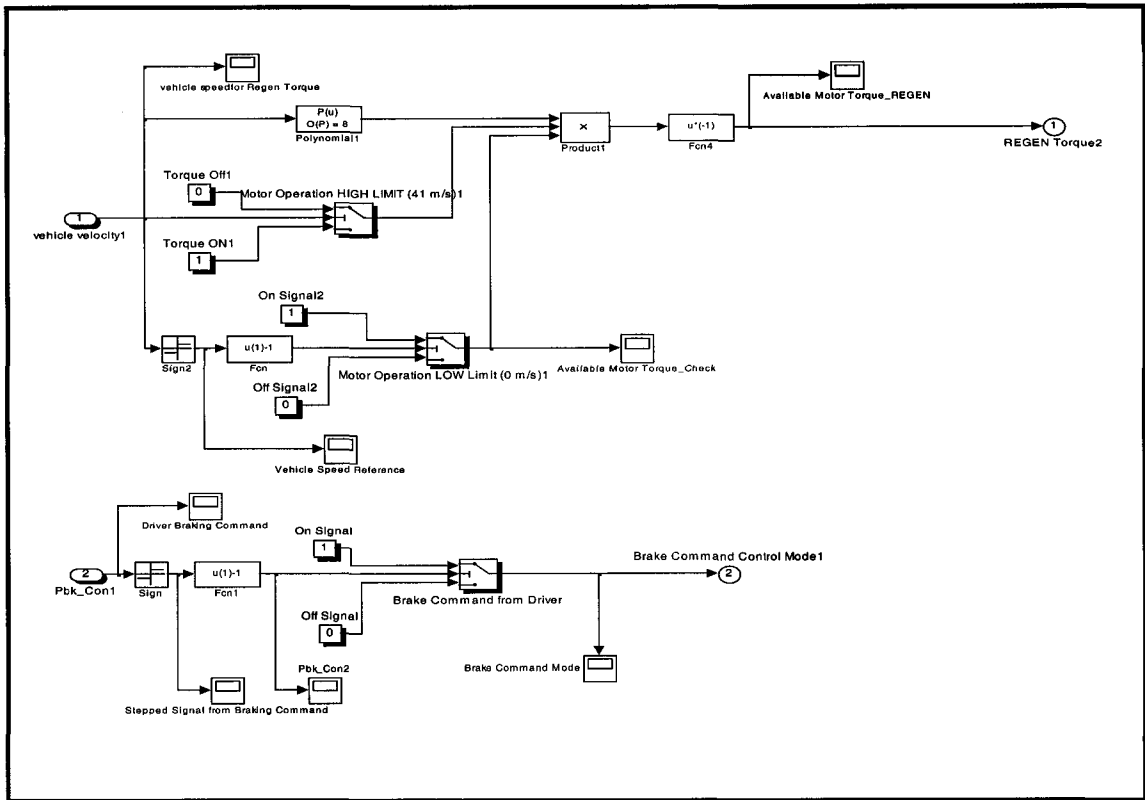 vehicle speedfor Regen Torque
Available Motor Torque_REGEN
P(u)
O(P) = 8
Polynomial1
×
Product1
u*(-1)
Fcn4
1
REGEN Torque2
Torque Off1
0
Motor Operation HIGH LIMIT (41 m/s)1
1
vehicle velocity1
Torque ON1
1
On Signal2
1
Sign2
u(1)-1
Fcn
Motor Operation LOW Limit (0 m/s)1
Available Motor Torque_Check
Off Signal2
0
Vehicle Speed Reference
Driver Braking Command
On Signal
1
Brake Command Control Mode1
2
Pbk_Con1
Sign
u(1)-1
Fcn1
2
Brake Command from Driver
Off Signal
0
Brake Command Mode
Pbk_Con2
Stepped Signal from Braking Command